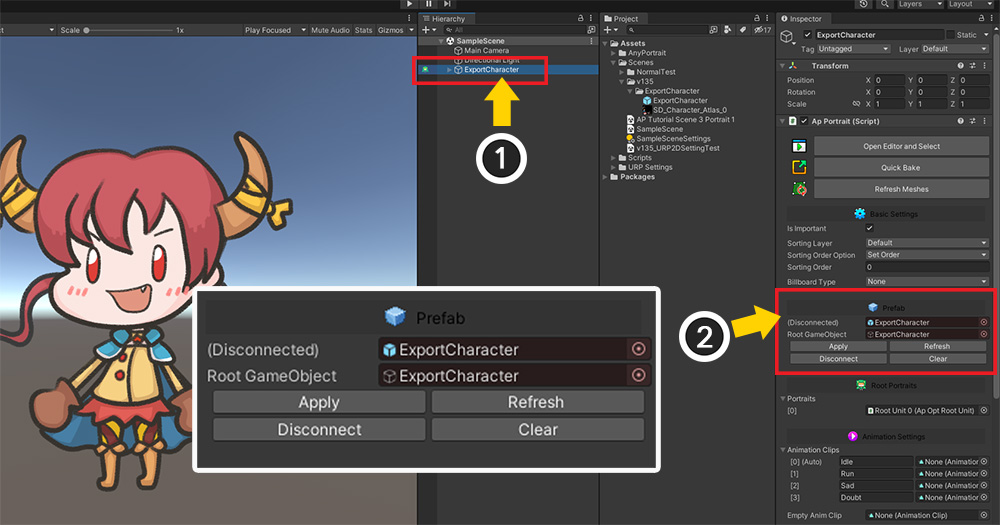 Scale
1x
Play Focused
Mute Audio
Stats
Gizmos
Hierarchy
All
SampleScene
Main Camera
Directional Light
ExportCharacter
1
Project
17
Assets
AnyPortrait
Scenes
NormalTest
v135
ExportCharacter
ExportCharacter
SD_Character_Atlas_0
AP Tutorial Scene 3 Portrait 1
SampleScene
SampleSceneSettings
v135_URP2DSettingTest
Scripts
URP Settings
Packages
Layers
Layout
Inspector
ExportCharacter
Static
Tag Untagged
Layer Default
Transform
Position X 0 Y 0 Z 0
Rotation X 0 Y 0 Z 0
Scale X 1 Y 1 Z 1
Ap Portrait (Script)
Open Editor and Select
Quick Bake
Refresh Meshes
Basic Settings
Is Important
Sorting Layer Default
Sorting Order Option Set Order
Sorting Order 0
Billboard Type None
2
Prefab
(Disconnected) ExportCharacter
Root GameObject ExportCharacter
Apply Refresh
Disconnect Clear
Root Portraits
Portraits
[0] Root Unit 0 (Ap Opt Root Unit)
Animation Settings
Animation Clips
[0] (Auto) Idle None (Animation
[1] Run None (Animation
[2] Sad None (Animation
[3] Doubt None (Animation
Empty Anim Clip None (Animation Clip)
Prefab
(Disconnected) ExportCharacter
Root GameObject ExportCharacter
Apply Refresh
Disconnect Clear